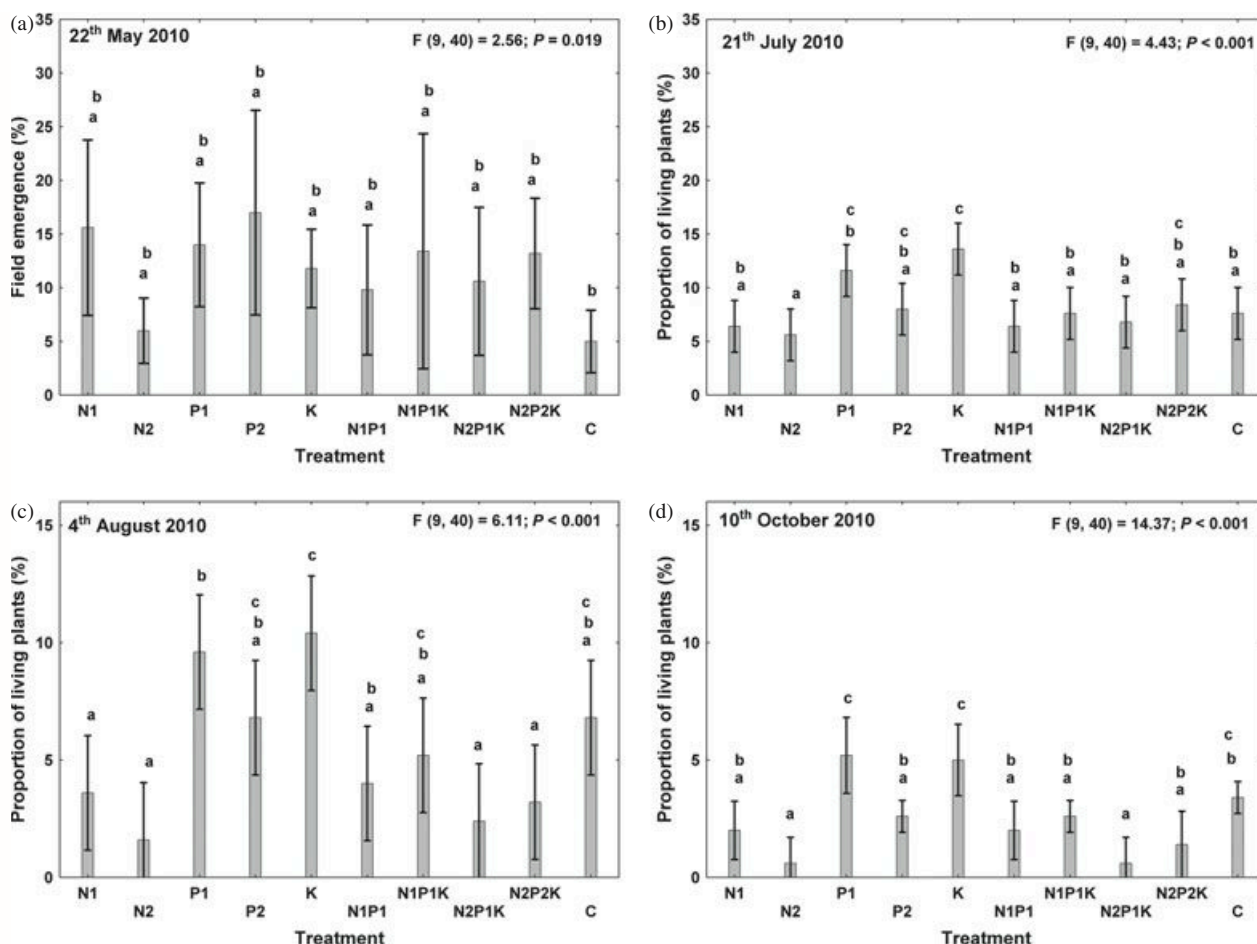 (a)
22th May 2010
F (9, 40) = 2.56; P = 0.019
Field emergence (%)
35
30
25
20
15
10
5
0
b b b b b b b b b b
a a a a a a a a a
N1 N2 P1 P2 K N1P1 N1P1K N2P1K N2P2K C
Treatment
(b)
21th July 2010
F (9, 40) = 4.43; P < 0.001
Proportion of living plants (%)
35
30
25
20
15
10
5
0
c c c c
b b b b b b b b
a a a a a a a a
N1 N2 P1 P2 K N1P1 N1P1K N2P1K N2P2K C
Treatment
(c)
4th August 2010
F (9, 40) = 6.11; P < 0.001
Proportion of living plants (%)
15
10
5
0
c c c c
b b b b b
a a a a a a a a
N1 N2 P1 P2 K N1P1 N1P1K N2P1K N2P2K C
Treatment
(d)
10th October 2010
F (9, 40) = 14.37; P < 0.001
Proportion of living plants (%)
15
10
5
0
c c c
b b b b b b
a a a a a a a
N1 N2 P1 P2 K N1P1 N1P1K N2P1K N2P2K C
Treatment